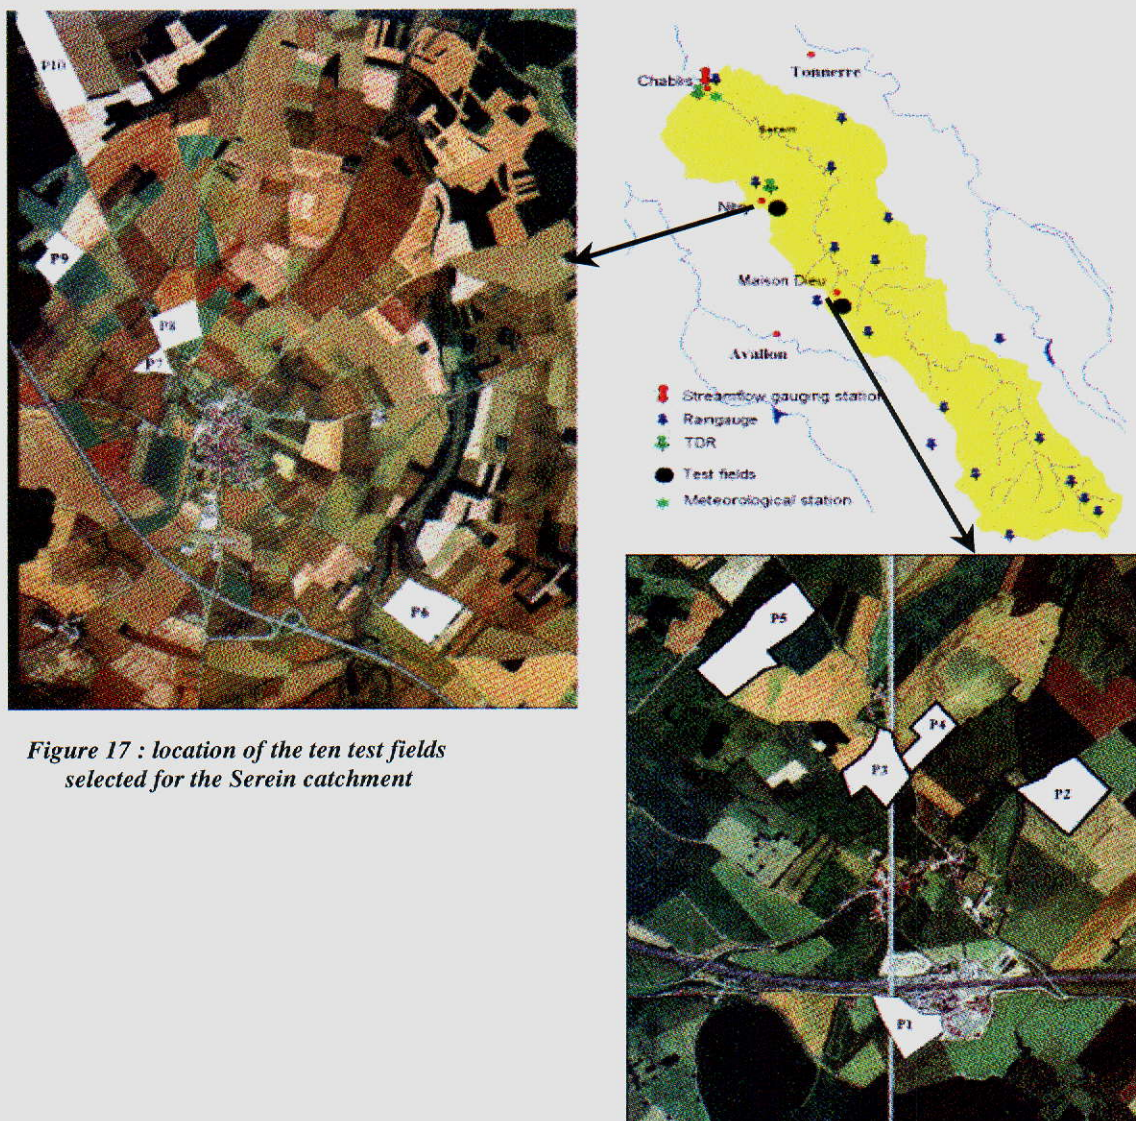 P10
P9
P8
P7
P6
Tonnerre
Chablis
Serein
Maison Dieu
Avallon
Streamflow gauging station
Raingauge
TDR
Test fields
Meteorological station
P5
P4
P3
P2
P1
Figure 17 : location of the ten test fields
selected for the Serein catchment